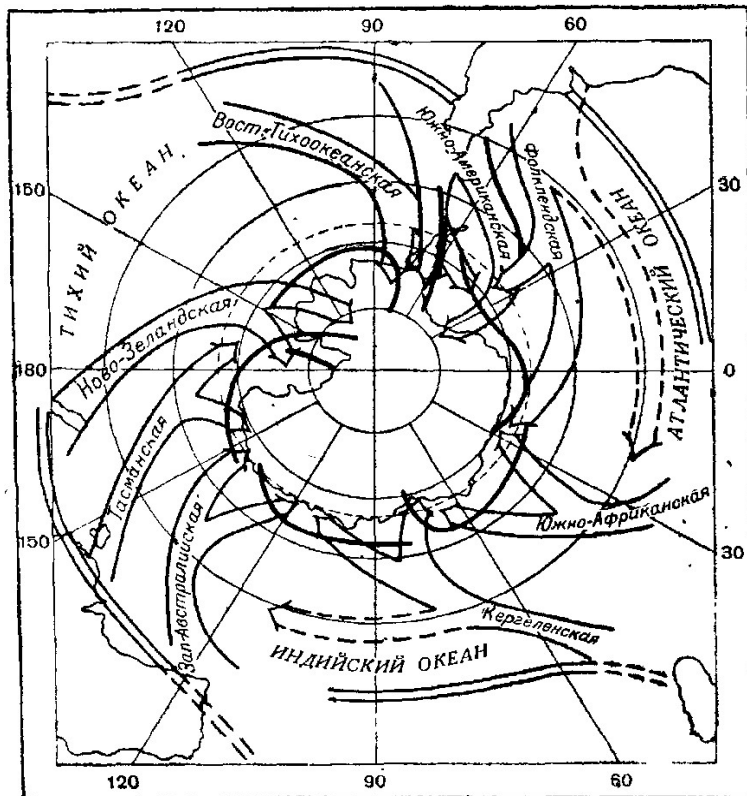 120
90
60
Вост-Тихоокеанская
Южно-Американская
Фолклендская
150
30
ТИХИЙ ОКЕАН
АТЛАНТИЧЕСКИЙ ОКЕАН
Ново-Зеландская
180
0
Тасманская
Зап-Австралийская
Южно-Африканская
150
30
Кергеленская
ИНДИЙСКИЙ ОКЕАН
120
90
60